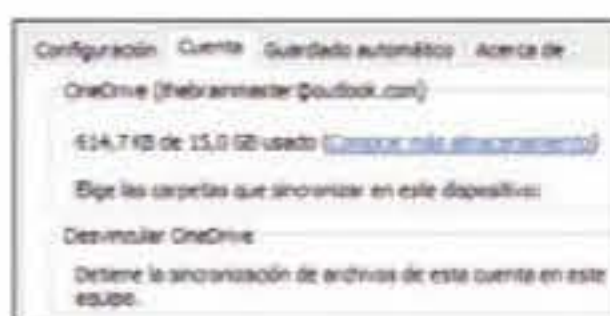 Configuración Cuenta Guardado automático Acerca de
OneDrive (thebrainmaster@outlook.com)
614,7 KB de 15,0 GB usado (Comprar más almacenamiento)
Elige las carpetas que sincronizar en este dispositivo:
Desvincular OneDrive
Detiene la sincronización de archivos de esta cuenta en este
equipo.